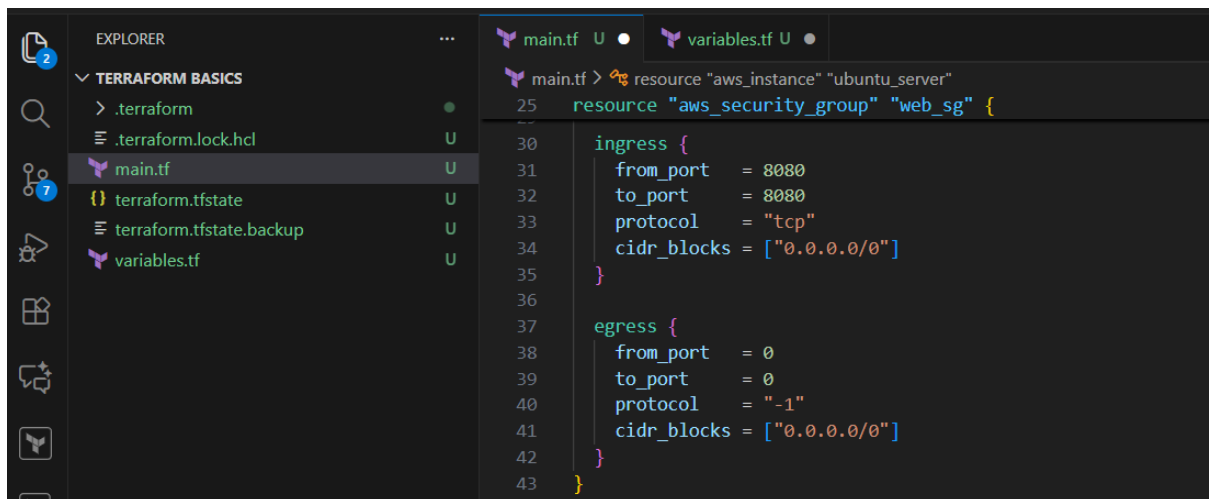 EXPLORER
...
TERRAFORM BASICS
.terraform
.terraform.lock.hcl U
main.tf U
terraform.tfstate U
terraform.tfstate.backup U
variables.tf U
2
7
main.tf U
variables.tf U
main.tf > resource "aws_instance" "ubuntu_server"
25 resource "aws_security_group" "web_sg" {
30 ingress {
31 from_port = 8080
32 to_port = 8080
33 protocol = "tcp"
34 cidr_blocks = ["0.0.0.0/0"]
35 }
36
37 egress {
38 from_port = 0
39 to_port = 0
40 protocol = "-1"
41 cidr_blocks = ["0.0.0.0/0"]
42 }
43 }